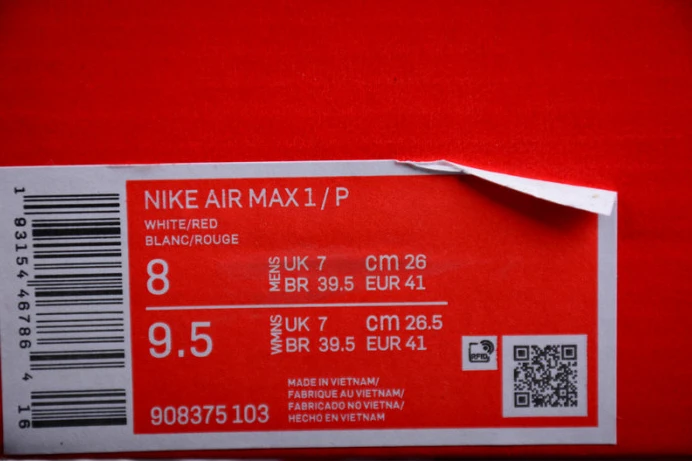 NIKE AIR MAX 1 / P
WHITE/RED
BLANC/ROUGE
8
MENS
UK 7 cm 26
BR 39.5 EUR 41
9.5
WMNS
UK 7 cm 26.5
BR 39.5 EUR 41
908375 103
MADE IN VIETNAM/
FABRIQUE AU VIETNAM/
FABRICADO NO VIETNA/
HECHO EN VIETNAM
RFID
1 93154 46786 4 16